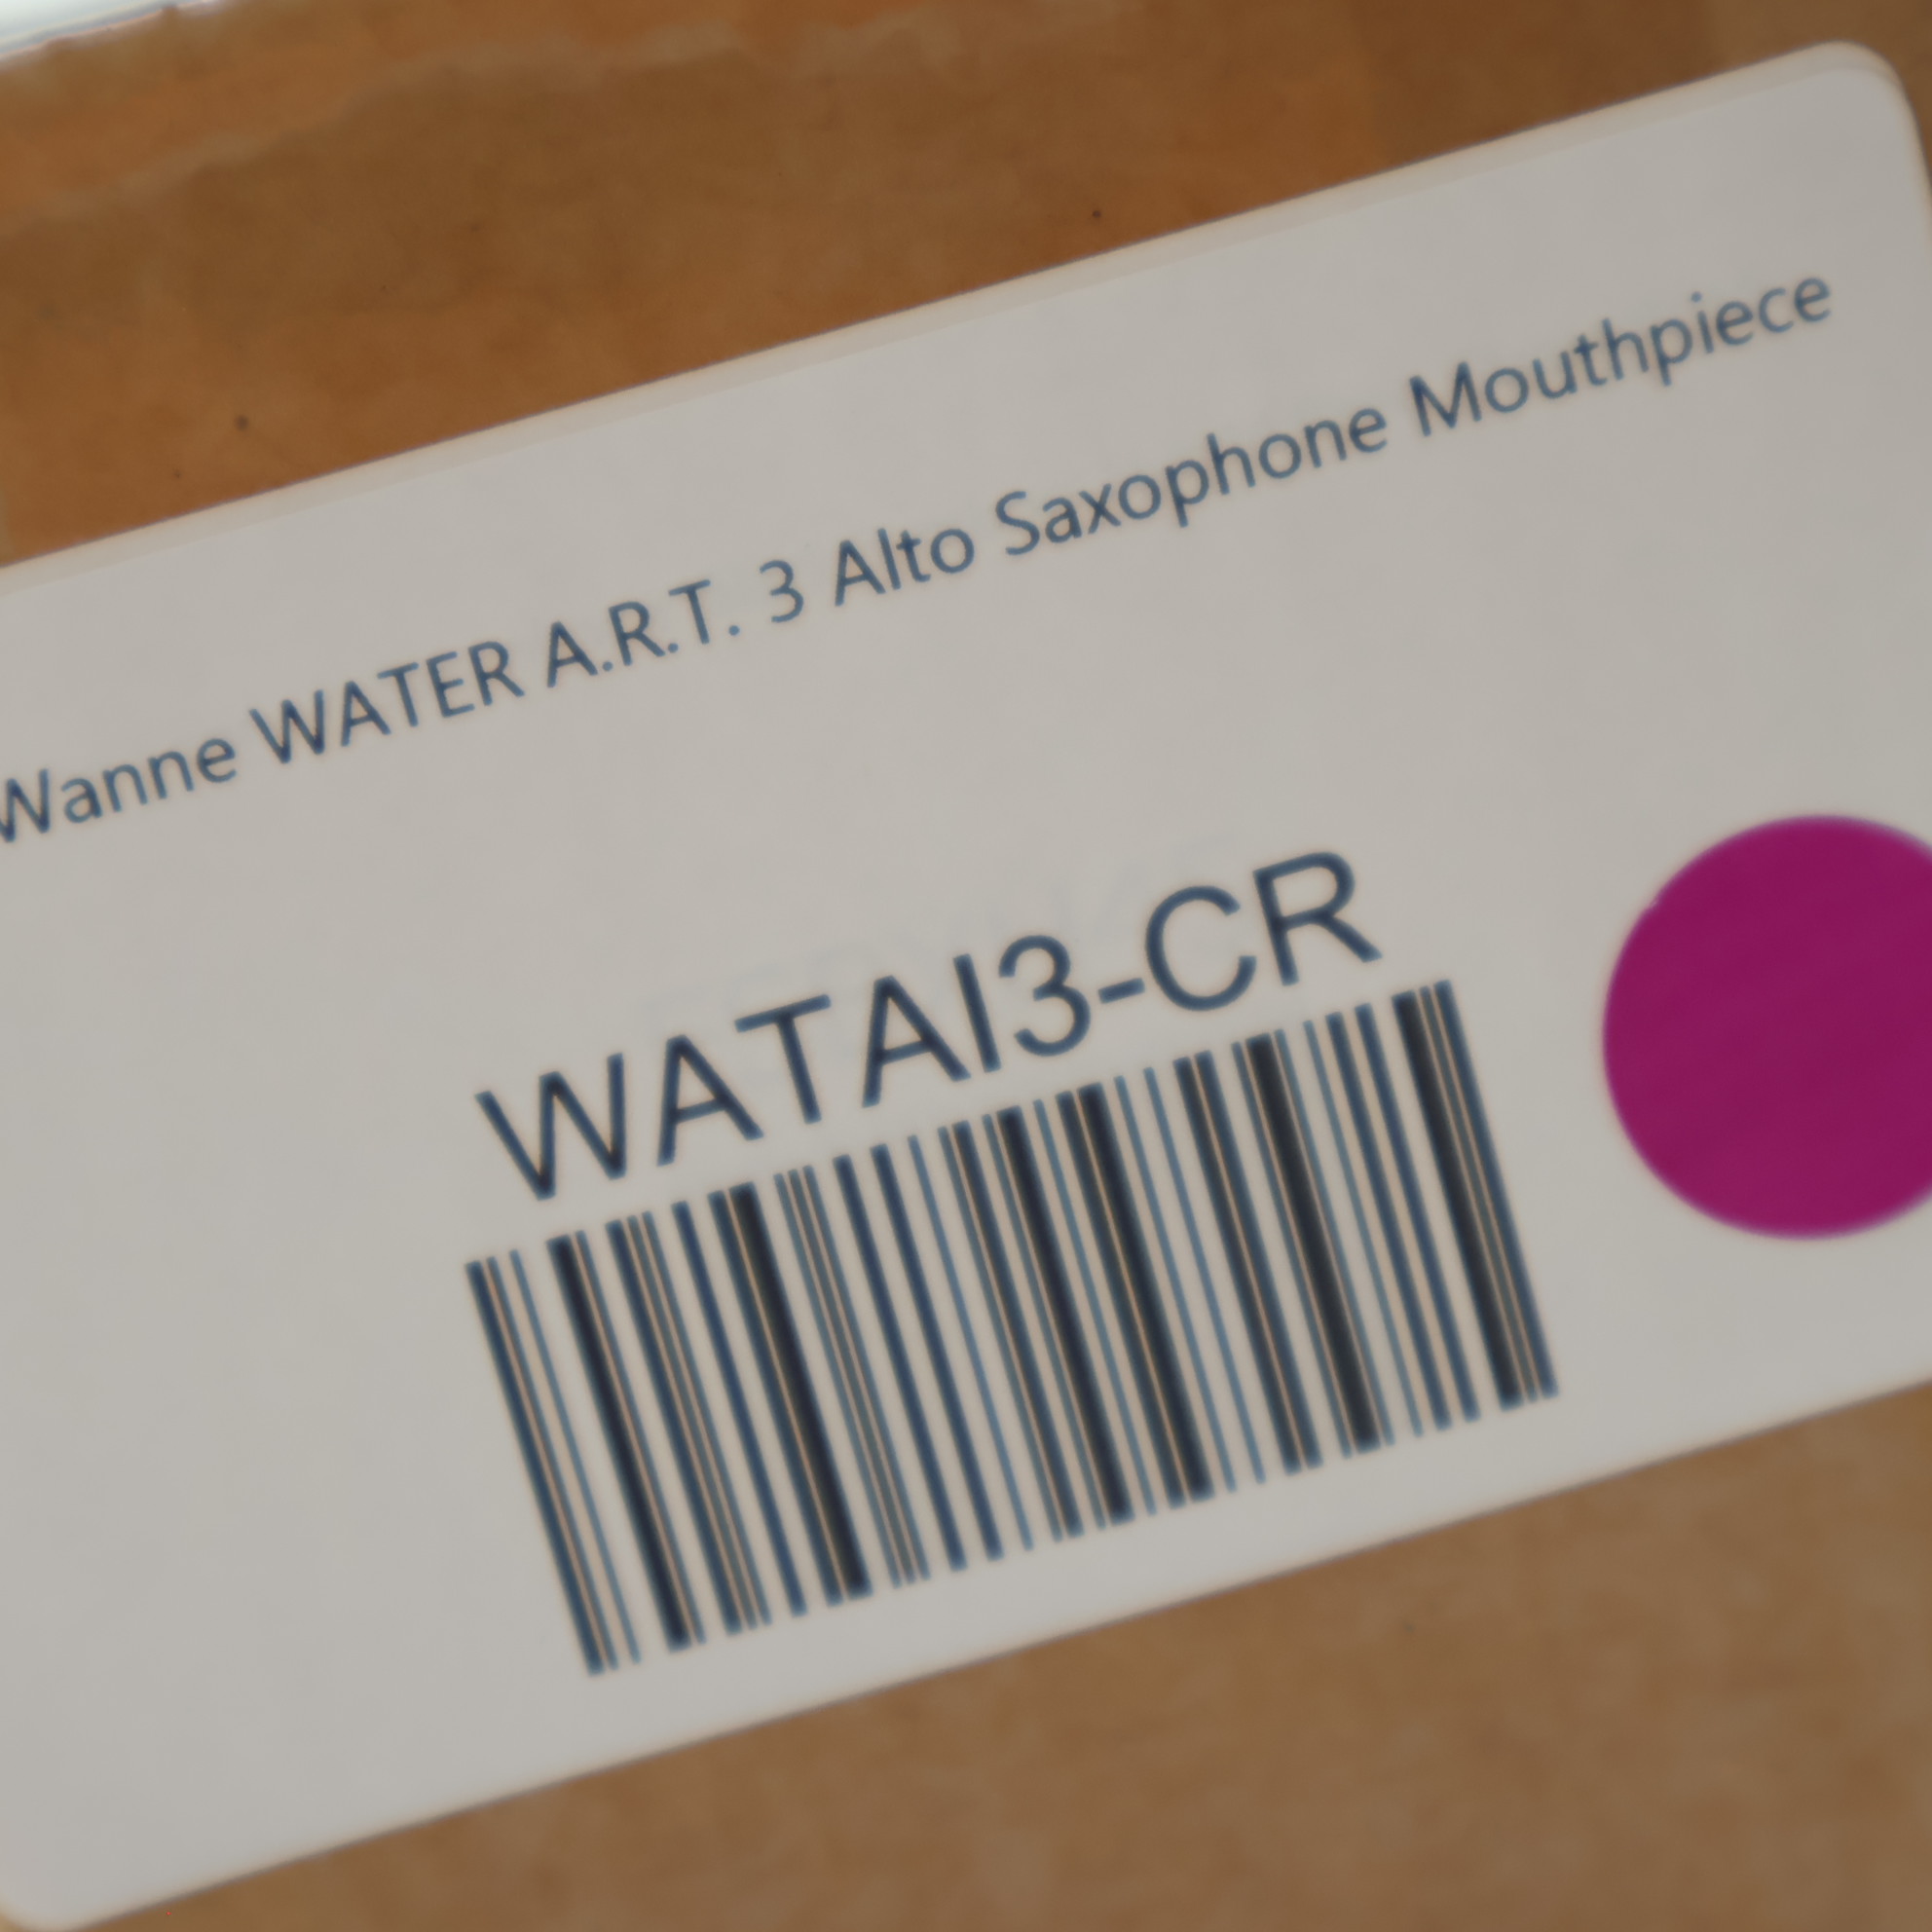 Wanne WATER A.R.T. 3 Alto Saxophone Mouthpiece
WATAI3-CR